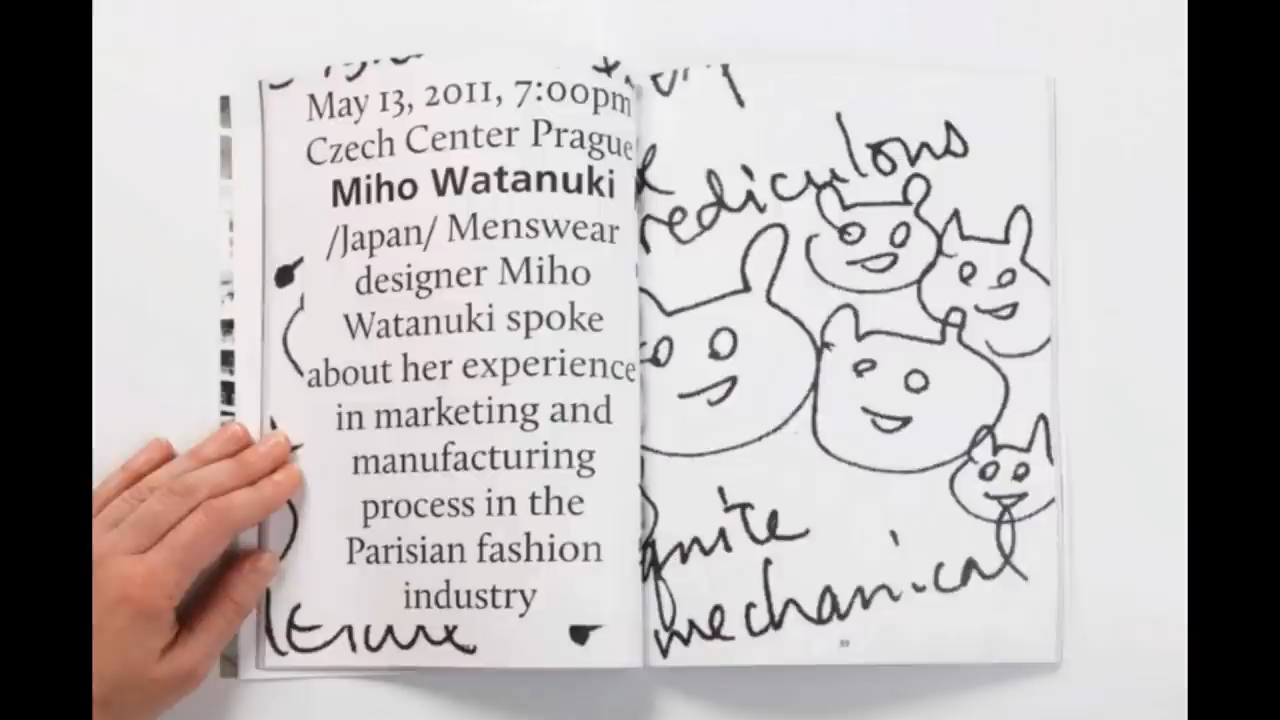 May 13, 2011, 7:00pm
Czech Center Prague
Miho Watanuki
/Japan/ Menswear
designer Miho
Watanuki spoke
about her experience
in marketing and
manufacturing
process in the
Parisian fashion
industry
rediculous
mechanical